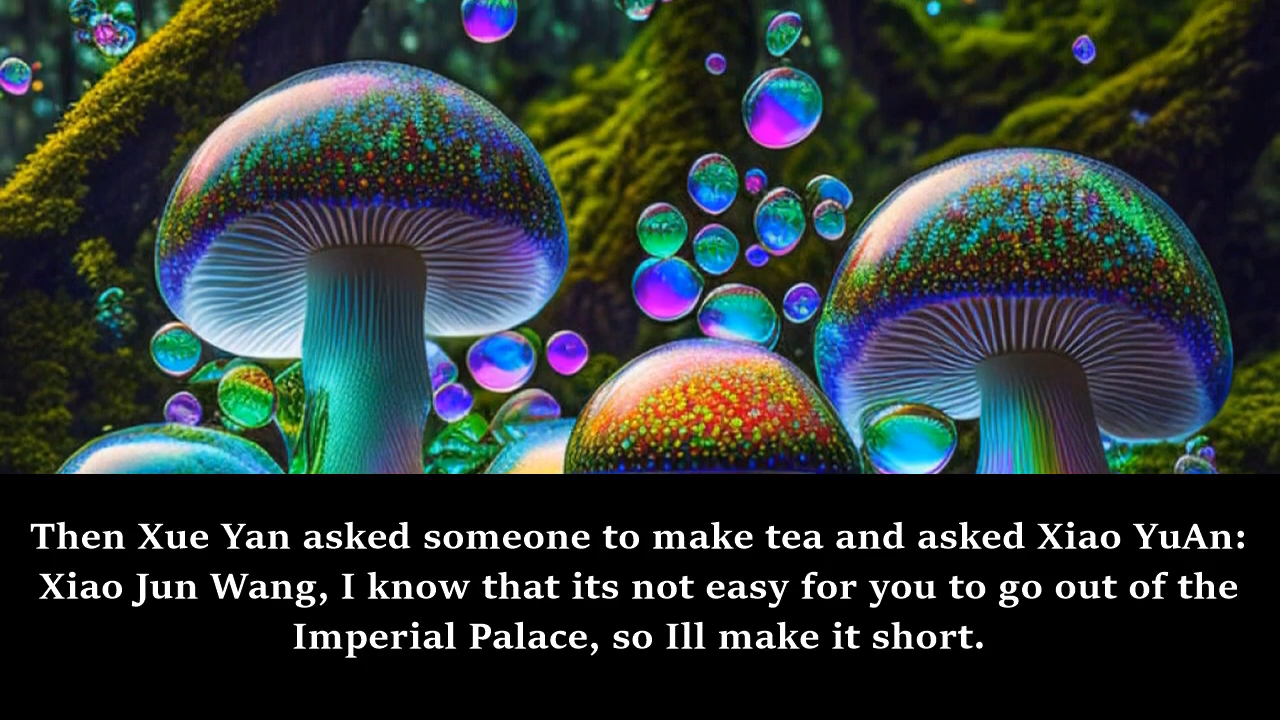 Then Xue Yan asked someone to make tea and asked Xiao YuAn:
Xiao Jun Wang, I know that its not easy for you to go out of the
Imperial Palace, so Ill make it short.